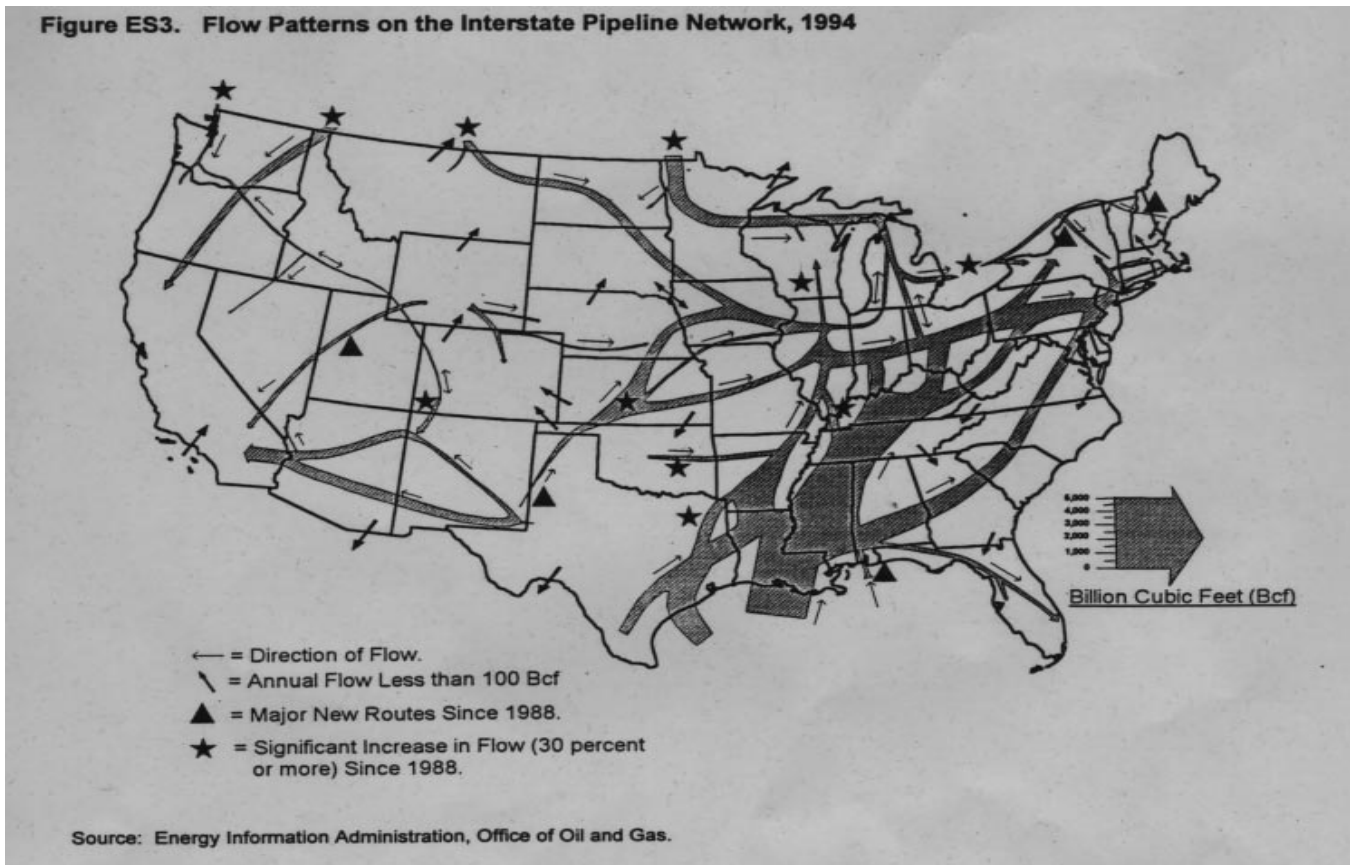 Figure ES3. Flow Patterns on the Interstate Pipeline Network, 1994
6,000
4,000
3,000
2,000
1,000
0
Billion Cubic Feet (Bcf)
= Direction of Flow.
= Annual Flow Less than 100 Bcf
= Major New Routes Since 1988.
= Significant Increase in Flow (30 percent
or more) Since 1988.
Source: Energy Information Administration, Office of Oil and Gas.